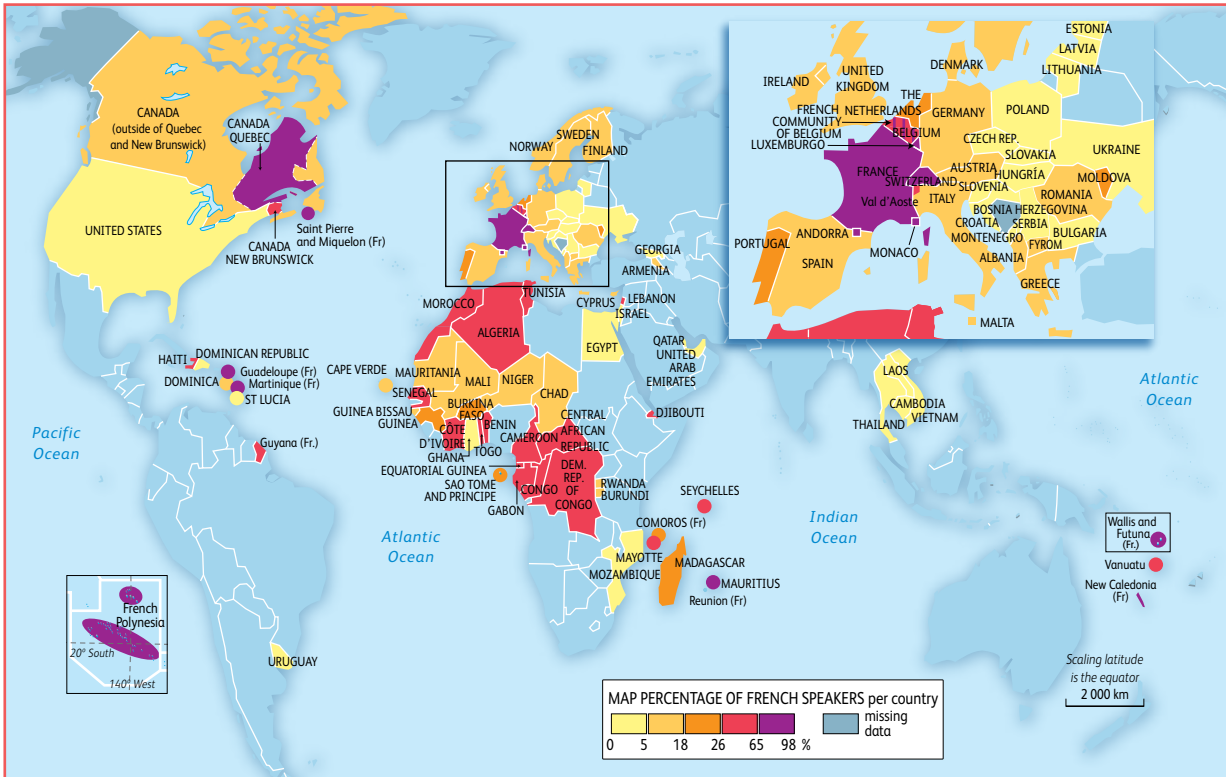 CANADA
(outside of Quebec
and New Brunswick)
CANADA
QUEBEC
UNITED STATES
CANADA
NEW BRUNSWICK
Saint Pierre
and Miquelon (Fr)
NORWAY
SWEDEN
FINLAND
GEORGIA
ARMENIA
MOROCCO
TUNISIA
CYPRUS
LEBANON
ISRAEL
ALGERIA
EGYPT
QATAR
UNITED
ARAB
EMIRATES
HAITI
DOMINICAN REPUBLIC
Guadeloupe (Fr)
DOMINICA
Martinique (Fr)
ST LUCIA
Guyana (Fr.)
CAPE VERDE
MAURITANIA
MALI
NIGER
CHAD
SENEGAL
GUINEA BISSAU
GUINEA
BURKINA
FASO
CÔTE
D'IVOIRE
GHANA
TOGO
BENIN
CAMEROON
CENTRAL
AFRICAN
REPUBLIC
DJIBOUTI
EQUATORIAL GUINEA
SAO TOME
AND PRINCIPE
GABON
CONGO
DEM.
REP.
OF
CONGO
RWANDA
BURUNDI
SEYCHELLES
COMOROS (Fr)
MAYOTTE
MADAGASCAR
MOZAMBIQUE
MAURITIUS
Reunion (Fr)
LAOS
CAMBODIA
VIETNAM
THAILAND
Pacific
Ocean
Atlantic
Ocean
Indian
Ocean
Atlantic
Ocean
Wallis and
Futuna
(Fr.)
Vanuatu
New Caledonia
(Fr)
French
Polynesia
20° South
140° West
URUGUAY
Scaling latitude
is the equator
2 000 km
ESTONIA
LATVIA
LITHUANIA
DENMARK
IRELAND
UNITED
KINGDOM
THE
NETHERLANDS
FRENCH
COMMUNITY
OF BELGIUM
BELGIUM
LUXEMBURGO
GERMANY
POLAND
CZECH REP.
SLOVAKIA
UKRAINE
FRANCE
SWITZERLAND
AUSTRIA
HUNGRÍA
MOLDOVA
SLOVENIA
ROMANIA
Val d'Aoste
ITALY
BOSNIA HERZEGOVINA
CROATIA
SERBIA
MONTENEGRO
BULGARIA
FYROM
ALBANIA
GREECE
PORTUGAL
ANDORRA
SPAIN
MONACO
MALTA
MAP PERCENTAGE OF FRENCH SPEAKERS per country
0 5 18 26 65 98 %
missing
data